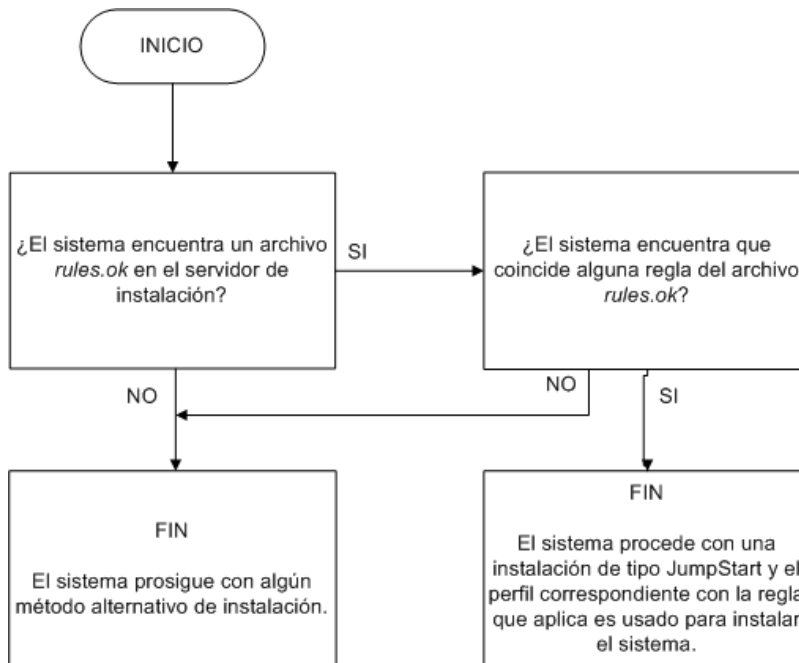 INICIO
¿El sistema encuentra un archivo
rules.ok en el servidor de
instalación?
SI
¿El sistema encuentra que
coincide alguna regla del archivo
rules.ok?
NO
NO
SI
FIN
El sistema prosigue con algún
método alternativo de instalación.
FIN
El sistema procede con una
instalación de tipo JumpStart y el
perfil correspondiente con la regla
que aplica es usado para instalar
el sistema.